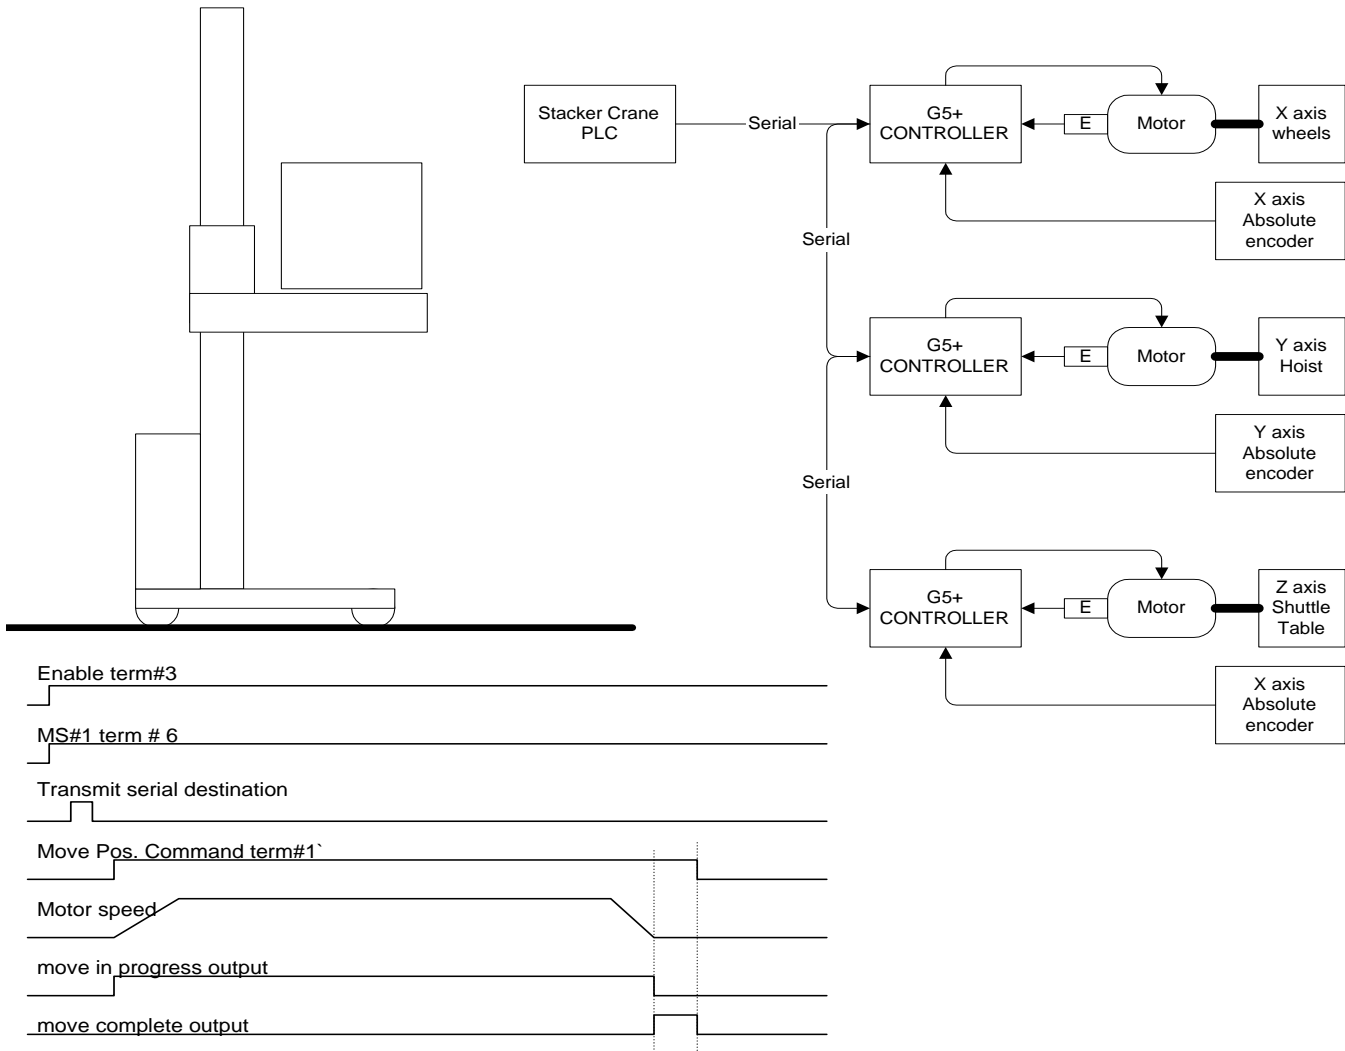 Stacker Crane
PLC
Serial
G5+
CONTROLLER
E
Motor
X axis
wheels
X axis
Absolute
encoder
Serial
G5+
CONTROLLER
E
Motor
Y axis
Hoist
Y axis
Absolute
encoder
Serial
G5+
CONTROLLER
E
Motor
Z axis
Shuttle
Table
X axis
Absolute
encoder
Enable term#3
MS#1 term # 6
Transmit serial destination
Move Pos. Command term#1`
Motor speed
move in progress output
move complete output